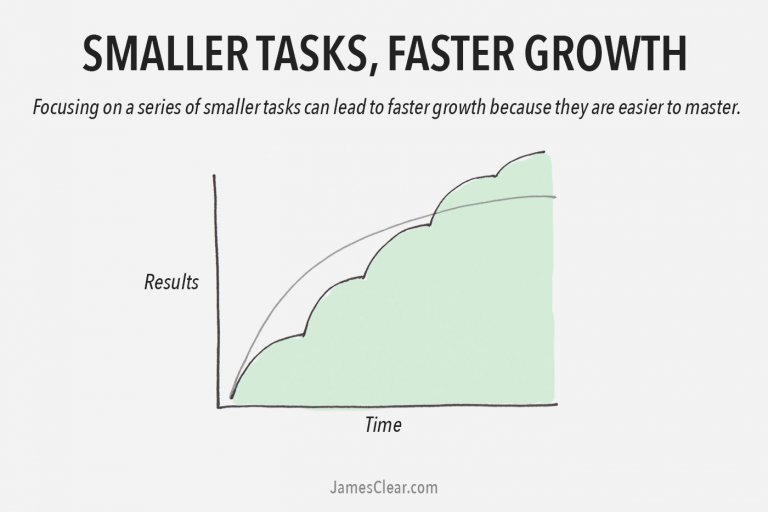 SMALLER TASKS, FASTER GROWTH
Focusing on a series of smaller tasks can lead to faster growth because they are easier to master.
Results
Time
JamesClear.com